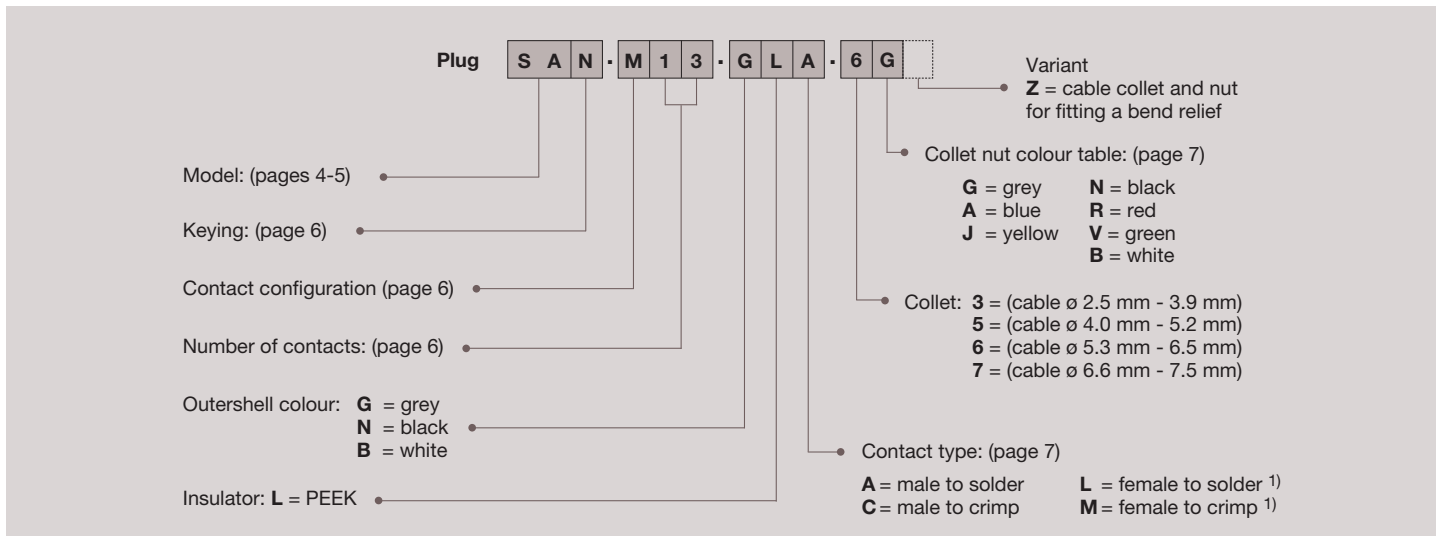 Plug S A N · M 1 3 · G L A · 6 G
Variant
Z = cable collet and nut
for fitting a bend relief
Collet nut colour table: (page 7)
G = grey N = black
A = blue R = red
J = yellow V = green
B = white
Model: (pages 4-5)
Keying: (page 6)
Contact configuration (page 6)
Collet: 3 = (cable ø 2.5 mm - 3.9 mm)
5 = (cable ø 4.0 mm - 5.2 mm)
6 = (cable ø 5.3 mm - 6.5 mm)
7 = (cable ø 6.6 mm - 7.5 mm)
Number of contacts: (page 6)
Outershell colour: G = grey
N = black
B = white
Contact type: (page 7)
A = male to solder L = female to solder 1)
C = male to crimp M = female to crimp 1)
Insulator: L = PEEK